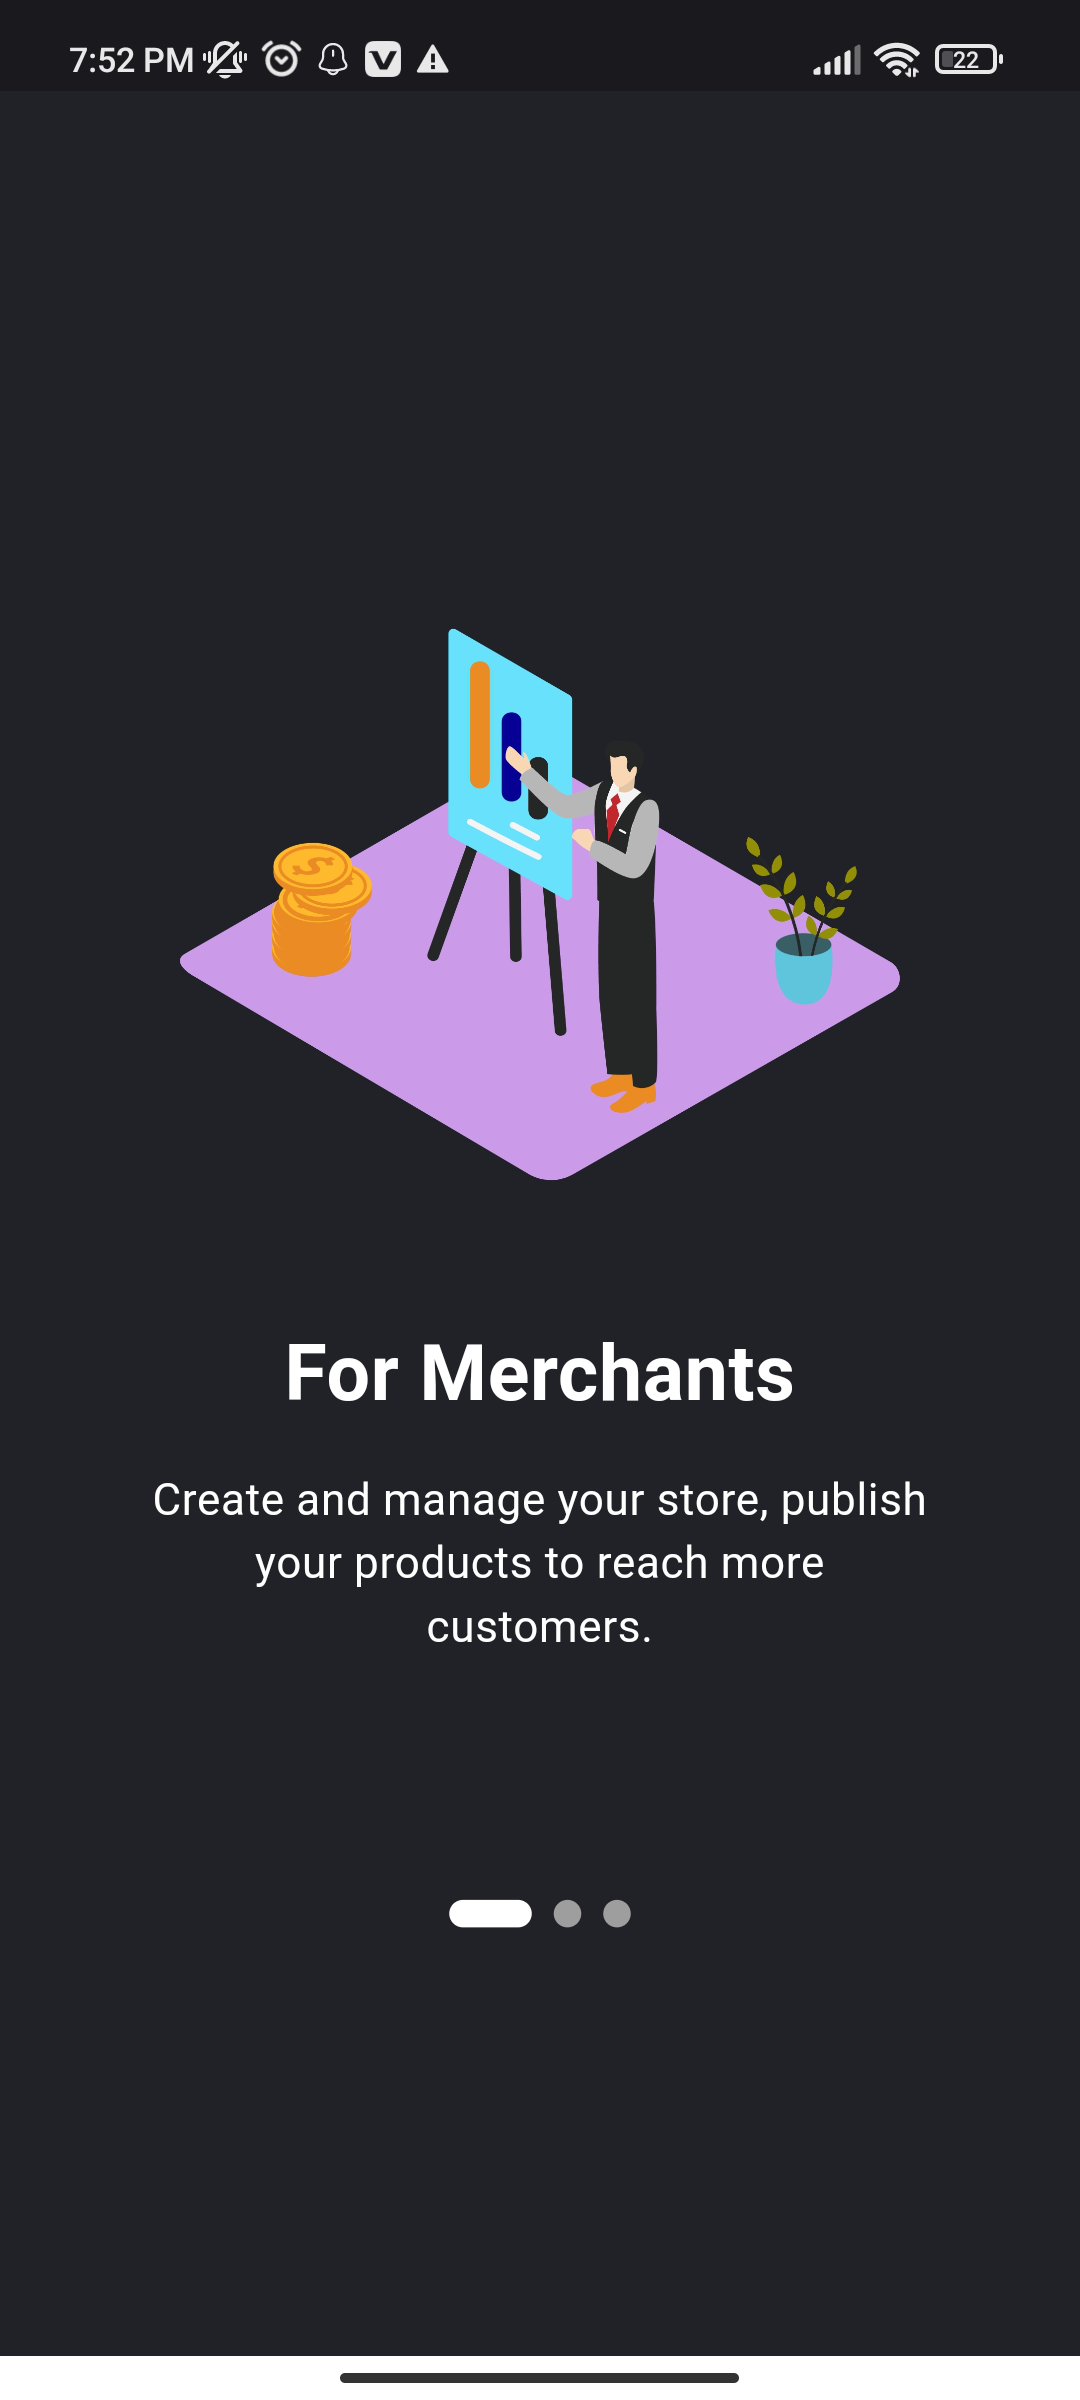 7:52 PM 22
For Merchants
Create and manage your store, publish
your products to reach more
customers.